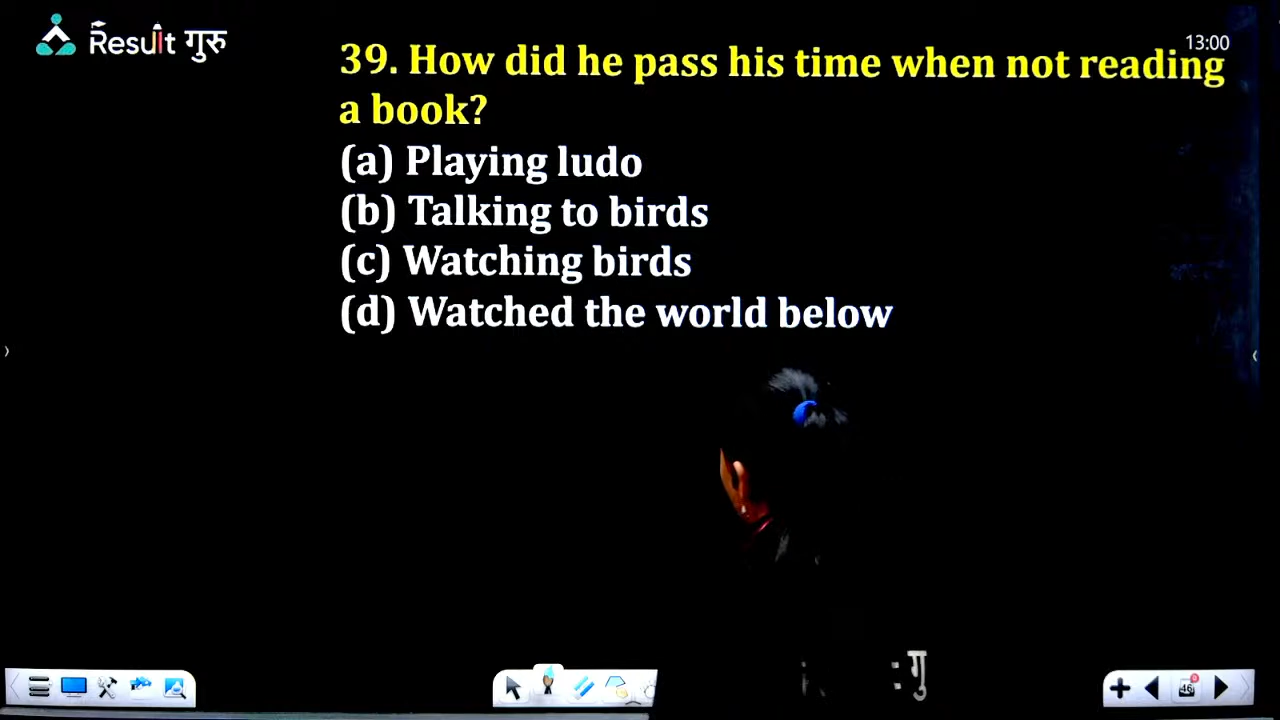 Result गुरु
13:00
39. How did he pass his time when not reading
a book?
(a) Playing ludo
(b) Talking to birds
(c) Watching birds
(d) Watched the world below
: गु
46